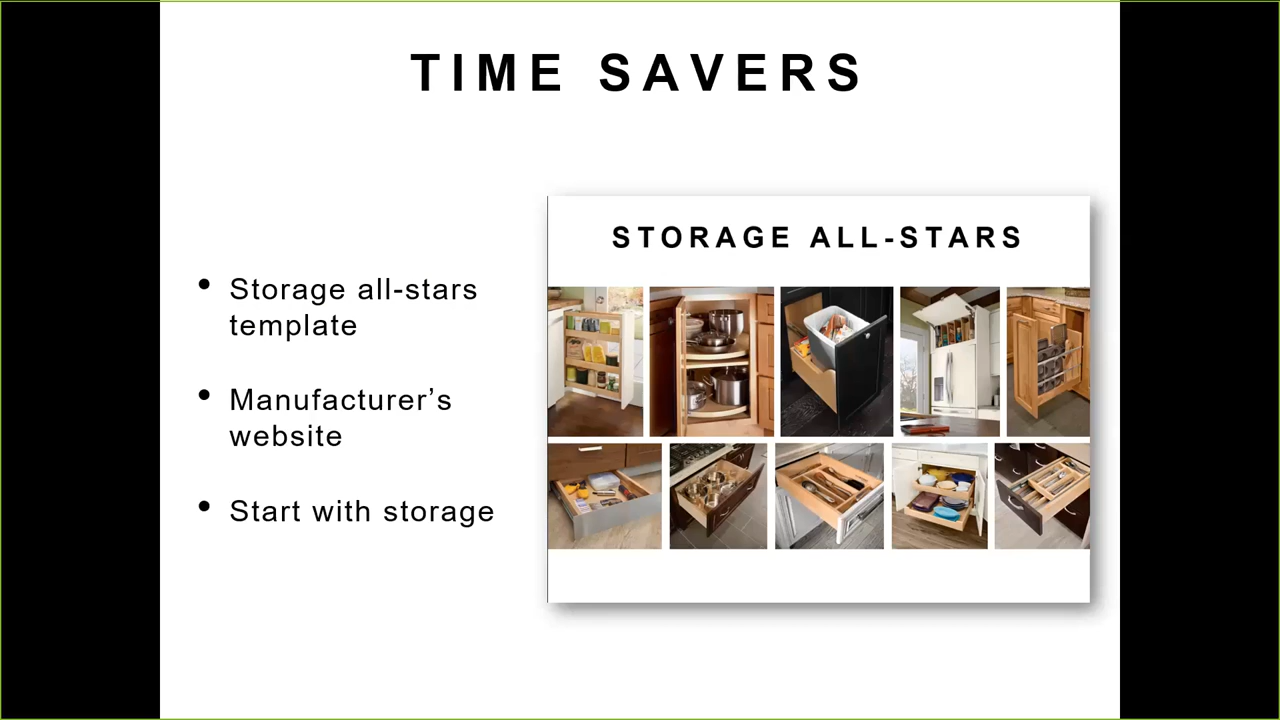 TIME SAVERS
• Storage all-stars
template
• Manufacturer’s
website
• Start with storage
STORAGE ALL-STARS